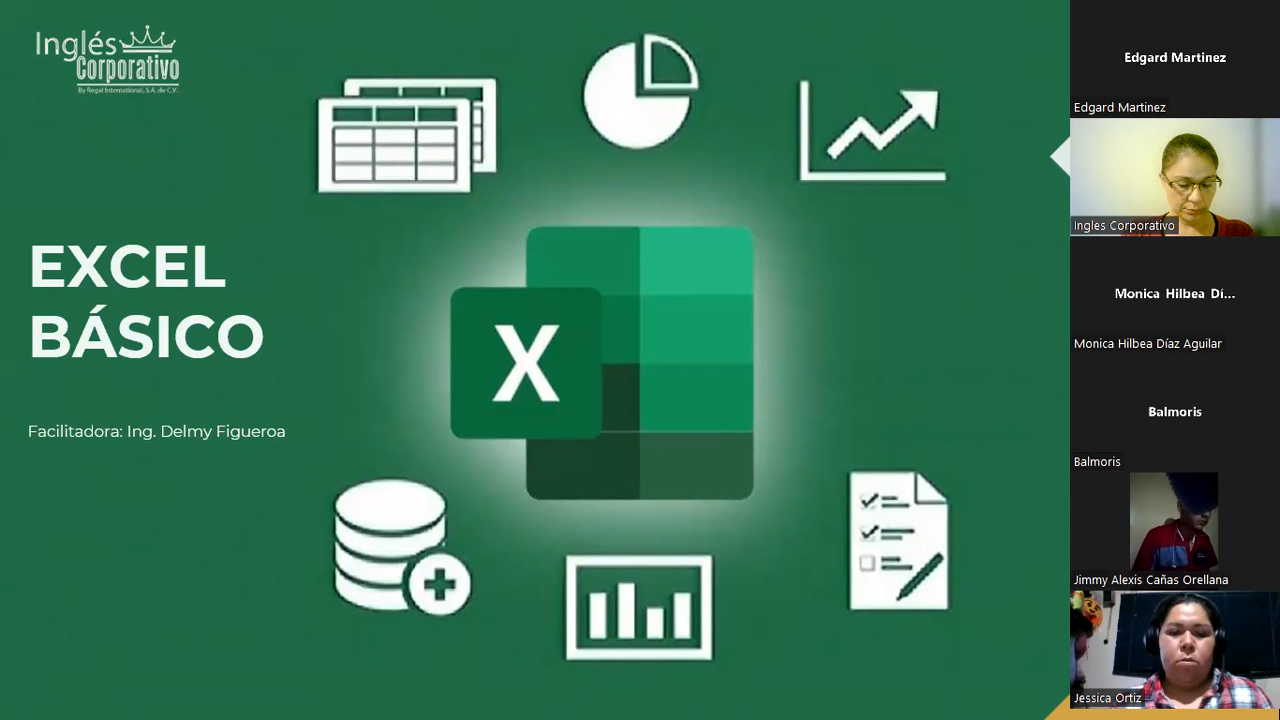 Inglés
Corporativo
By Regal International, S.A. de C.V.
EXCEL
BÁSICO
Facilitadora: Ing. Delmy Figueroa
X
Edgard Martinez
Edgard Martinez
Ingles Corporativo
Monica Hilbea Dí...
Monica Hilbea Díaz Aguilar
Balmoris
Balmoris
Jimmy Alexis Cañas Orellana
Jessica Ortiz